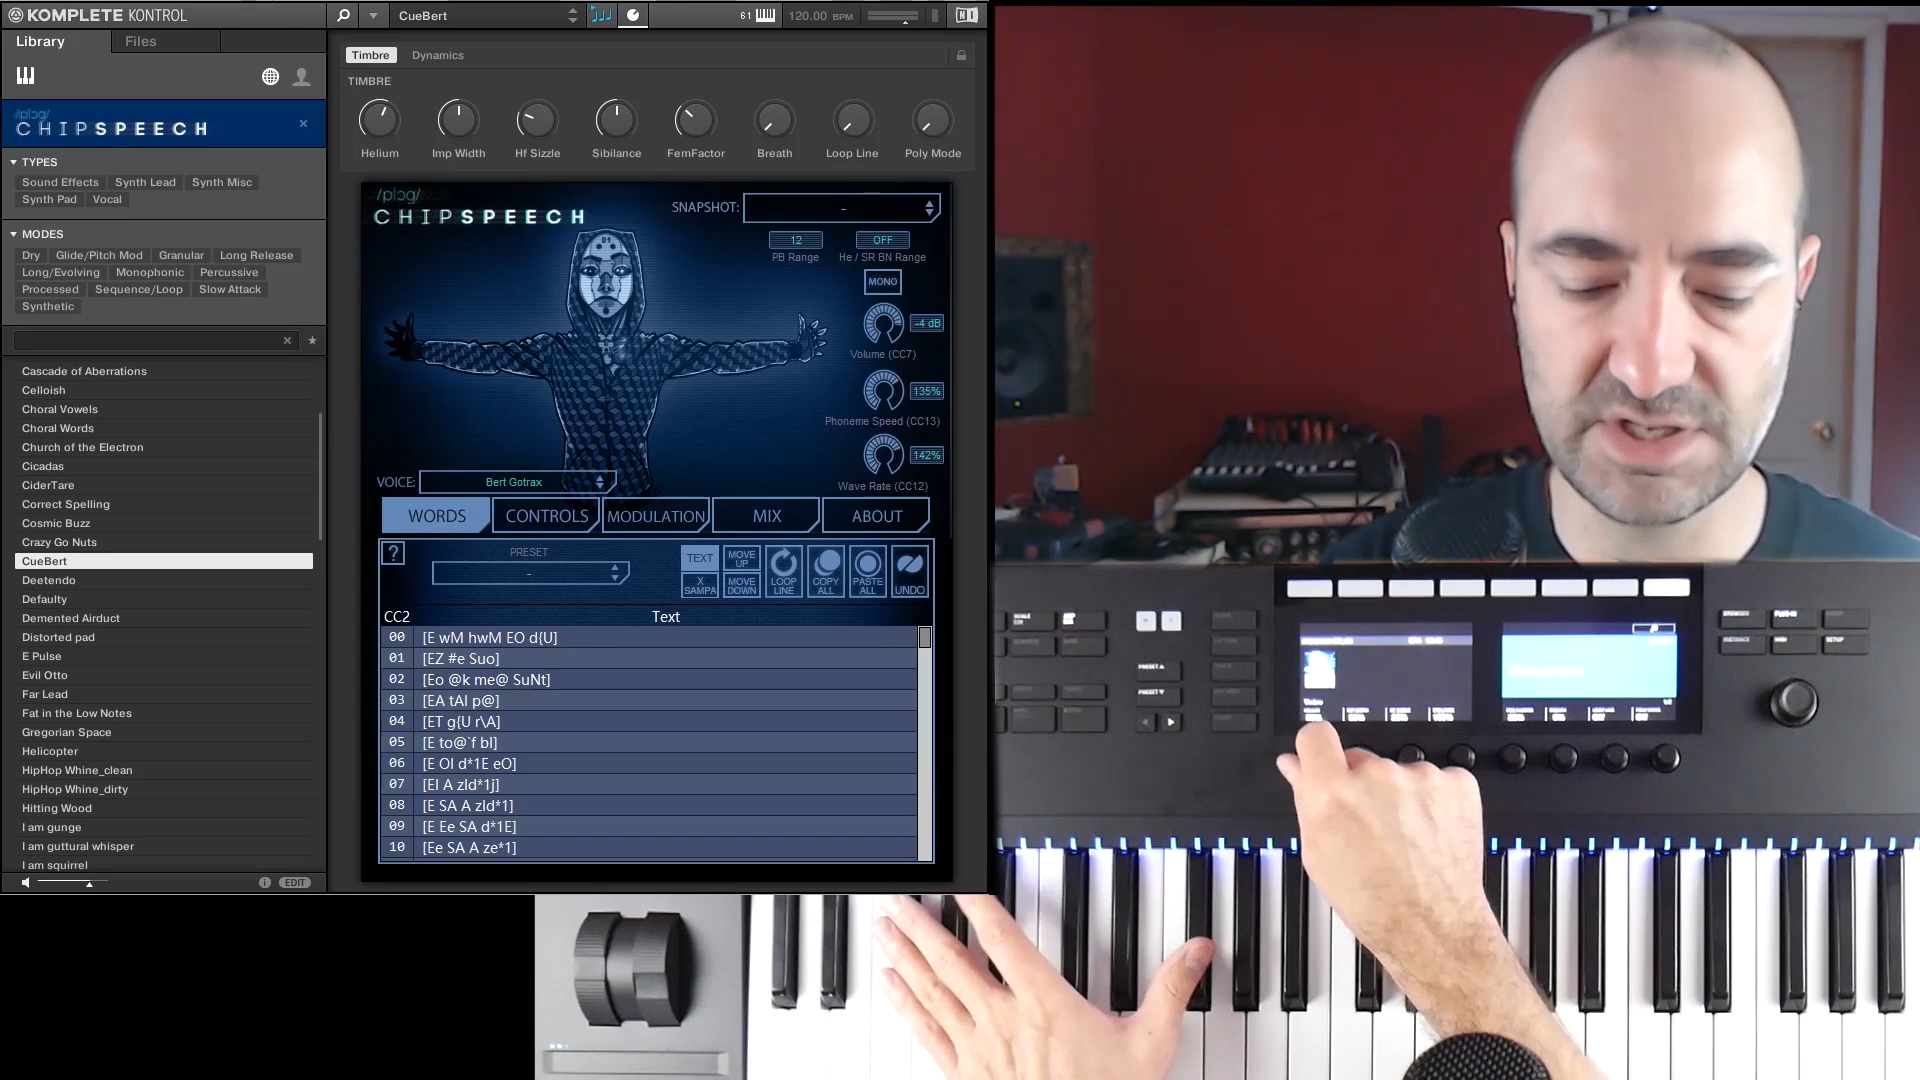 KOMPLETE KONTROL
CueBert
61
120.00 BPM
Library
Files
/plog/
CHIPSPEECH
TYPES
Sound Effects
Synth Lead
Synth Misc
Synth Pad
Vocal
MODES
Dry
Glide/Pitch Mod
Granular
Long Release
Long/Evolving
Monophonic
Percussive
Processed
Sequence/Loop
Slow Attack
Synthetic
Cascade of Aberrations
Celloish
Choral Vowels
Choral Words
Church of the Electron
Cicadas
CiderTare
Correct Spelling
Cosmic Buzz
Crazy Go Nuts
CueBert
Deetendo
Defaulty
Demented Airduct
Distorted pad
E Pulse
Evil Otto
Far Lead
Fat in the Low Notes
Gregorian Space
Helicopter
HipHop Whine_clean
HipHop Whine_dirty
Hitting Wood
I am gunge
I am guttural whisper
I am squirrel
EDIT
Timbre
Dynamics
TIMBRE
Helium
Imp Width
Hf Sizzle
Sibilance
FemFactor
Breath
Loop Line
Poly Mode
/plog/
CHIPSPEECH
SNAPSHOT:
-
12
OFF
PB Range
He / SR BN Range
MONO
-4 dB
Volume (CC7)
135%
Phoneme Speed (CC13)
142%
Wave Rate (CC12)
VOICE:
Bert Gotrax
WORDS
CONTROLS
MODULATION
MIX
ABOUT
?
PRESET
-
TEXT
X SAMPA
MOVE UP
MOVE DOWN
LOOP LINE
COPY ALL
PASTE ALL
UNDO
CC2
Text
00 [E wM hwM EO d{U]
01 [EZ #e Suo]
02 [Eo @k me@ SuNt]
03 [EA tAI p@]
04 [ET g{U r\A]
05 [E to@`f bI]
06 [E OI d*1E eO]
07 [EI A zId*1j]
08 [E SA A zId*1]
09 [E Ee SA d*1E]
10 [Ee SA A ze*1]